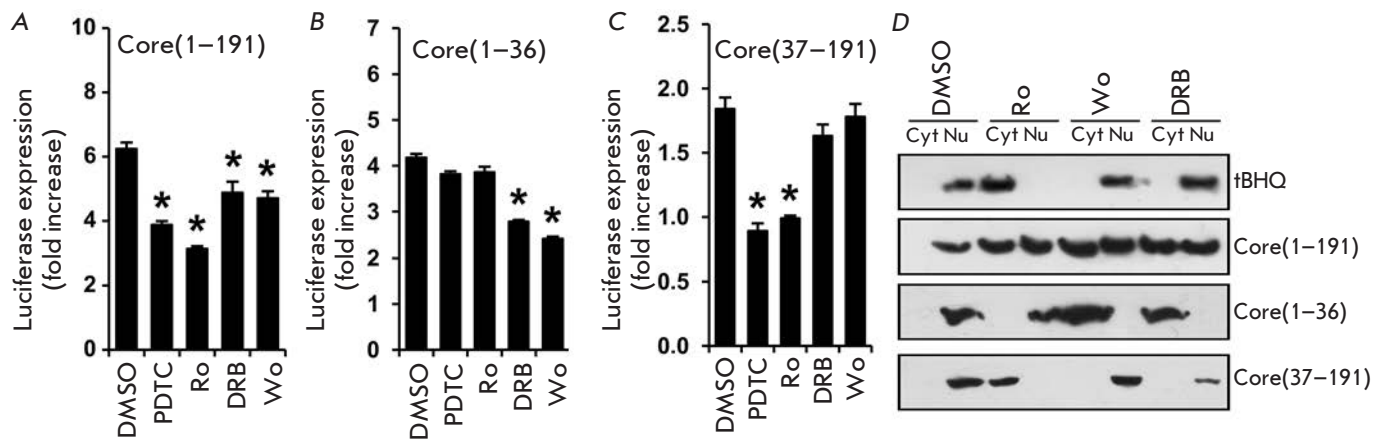 A
Luciferase expression
(fold increase)
10
8
6
4
2
0
Core(1–191)
*
*
*
*
DMSO
PDTC
Ro
DRB
Wo
B
Luciferase expression
(fold increase)
7
6
5
4
3
2
1
0
Core(1–36)
*
*
DMSO
PDTC
Ro
DRB
Wo
C
Luciferase expression
(fold increase)
2.5
2.0
1.5
1.0
0.5
0.0
Core(37–191)
*
*
DMSO
PDTC
Ro
DRB
Wo
D
DMSO
Ro
Wo
DRB
Cyt Nu Cyt Nu Cyt Nu Cyt Nu
tBHQ
Core(1–191)
Core(1–36)
Core(37–191)